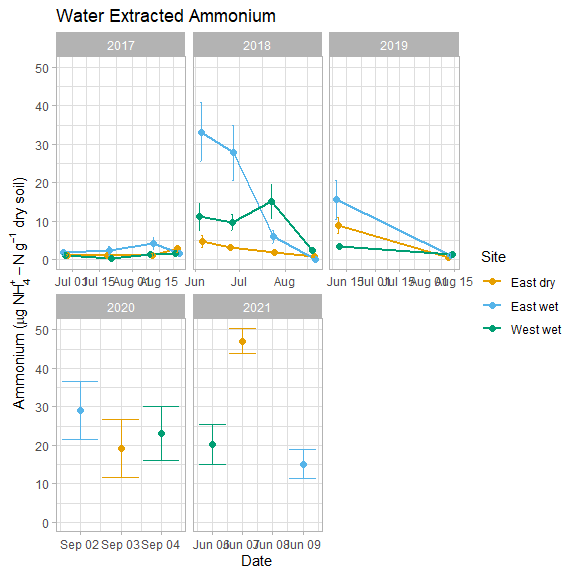 Water Extracted Ammonium
2017 2018 2019
50
40
30
20
10
0
Jul 01 Jul 15 Aug 01 Aug 15 Jun Jul Aug Jun 15 Jul 01 Jul 15 Aug 01 Aug 15
2020 2021
50
40
30
20
10
0
Sep 02 Sep 03 Sep 04 Jun 06 Jun 07 Jun 08 Jun 09
Date
Ammonium (μg NH₄⁺ − N g⁻¹ dry soil)
Site
East dry
East wet
West wet